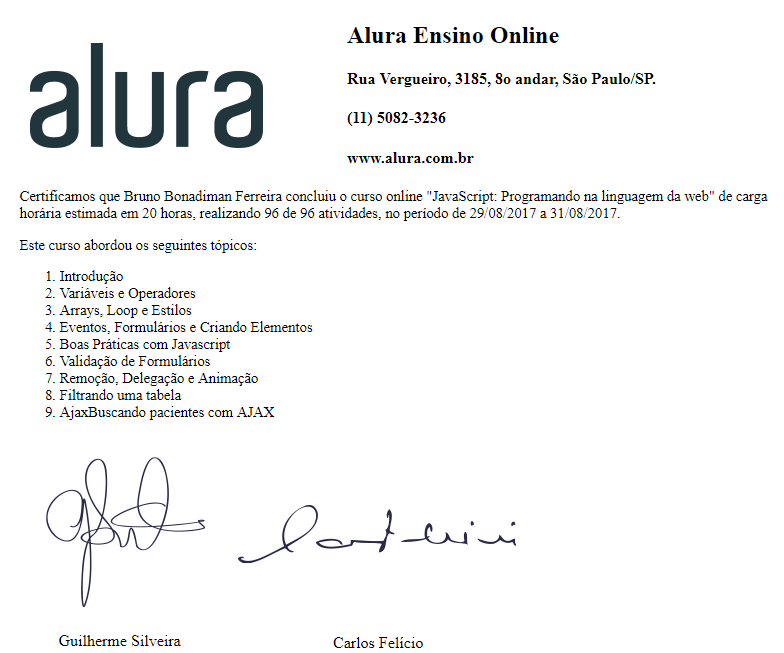 alura
Alura Ensino Online
Rua Vergueiro, 3185, 8o andar, São Paulo/SP.
(11) 5082-3236
www.alura.com.br
Certificamos que Bruno Bonadiman Ferreira concluiu o curso online "JavaScript: Programando na linguagem da web" de carga
horária estimada em 20 horas, realizando 96 de 96 atividades, no período de 29/08/2017 a 31/08/2017.
Este curso abordou os seguintes tópicos:
1. Introdução
2. Variáveis e Operadores
3. Arrays, Loop e Estilos
4. Eventos, Formulários e Criando Elementos
5. Boas Práticas com Javascript
6. Validação de Formulários
7. Remoção, Delegação e Animação
8. Filtrando uma tabela
9. AjaxBuscando pacientes com AJAX
Guilherme Silveira
Carlos Felício